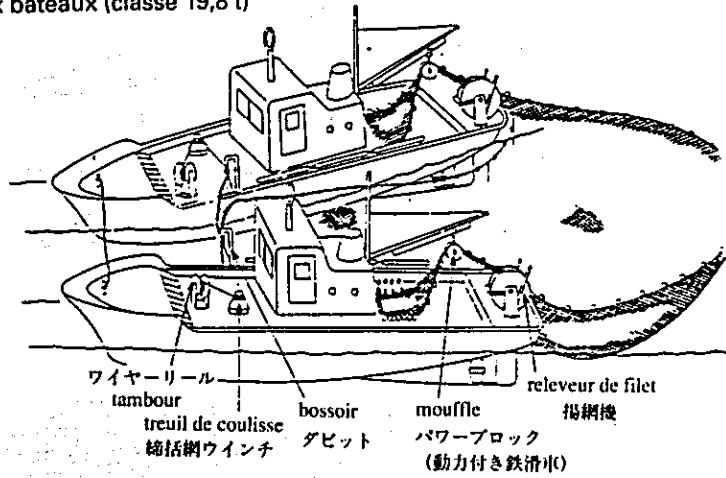 x bateaux (classe 19,8 t)
ワイヤーリール
tambour
treuil de coulisse
締括網ウインチ
bossoir
ダビット
mouffle
パワーブロック
(動力付き鉄滑車)
releveur de filet
揚網機